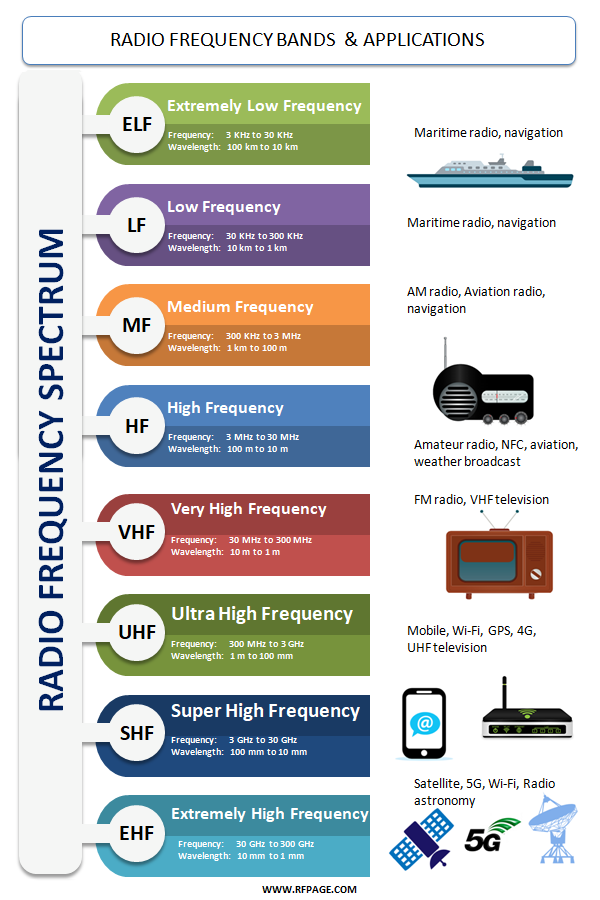 RADIO FREQUENCY BANDS & APPLICATIONS
RADIO FREQUENCY SPECTRUM
ELF
Extremely Low Frequency
Frequency: 3 KHz to 30 KHz
Wavelength: 100 km to 10 km
Maritime radio, navigation
LF
Low Frequency
Frequency: 30 KHz to 300 KHz
Wavelength: 10 km to 1 km
Maritime radio, navigation
MF
Medium Frequency
Frequency: 300 KHz to 3 MHz
Wavelength: 1 km to 100 m
AM radio, Aviation radio,
navigation
HF
High Frequency
Frequency: 3 MHz to 30 MHz
Wavelength: 100 m to 10 m
Amateur radio, NFC, aviation,
weather broadcast
VHF
Very High Frequency
Frequency: 30 MHz to 300 MHz
Wavelength: 10 m to 1 m
FM radio, VHF television
UHF
Ultra High Frequency
Frequency: 300 MHz to 3 GHz
Wavelength: 1 m to 100 mm
Mobile, Wi-Fi, GPS, 4G,
UHF television
SHF
Super High Frequency
Frequency: 3 GHz to 30 GHz
Wavelength: 100 mm to 10 mm
@
Satellite, 5G, Wi-Fi, Radio
astronomy
EHF
Extremely High Frequency
Frequency: 30 GHz to 300 GHz
Wavelength: 10 mm to 1 mm
5G
WWW.RFPAGE.COM